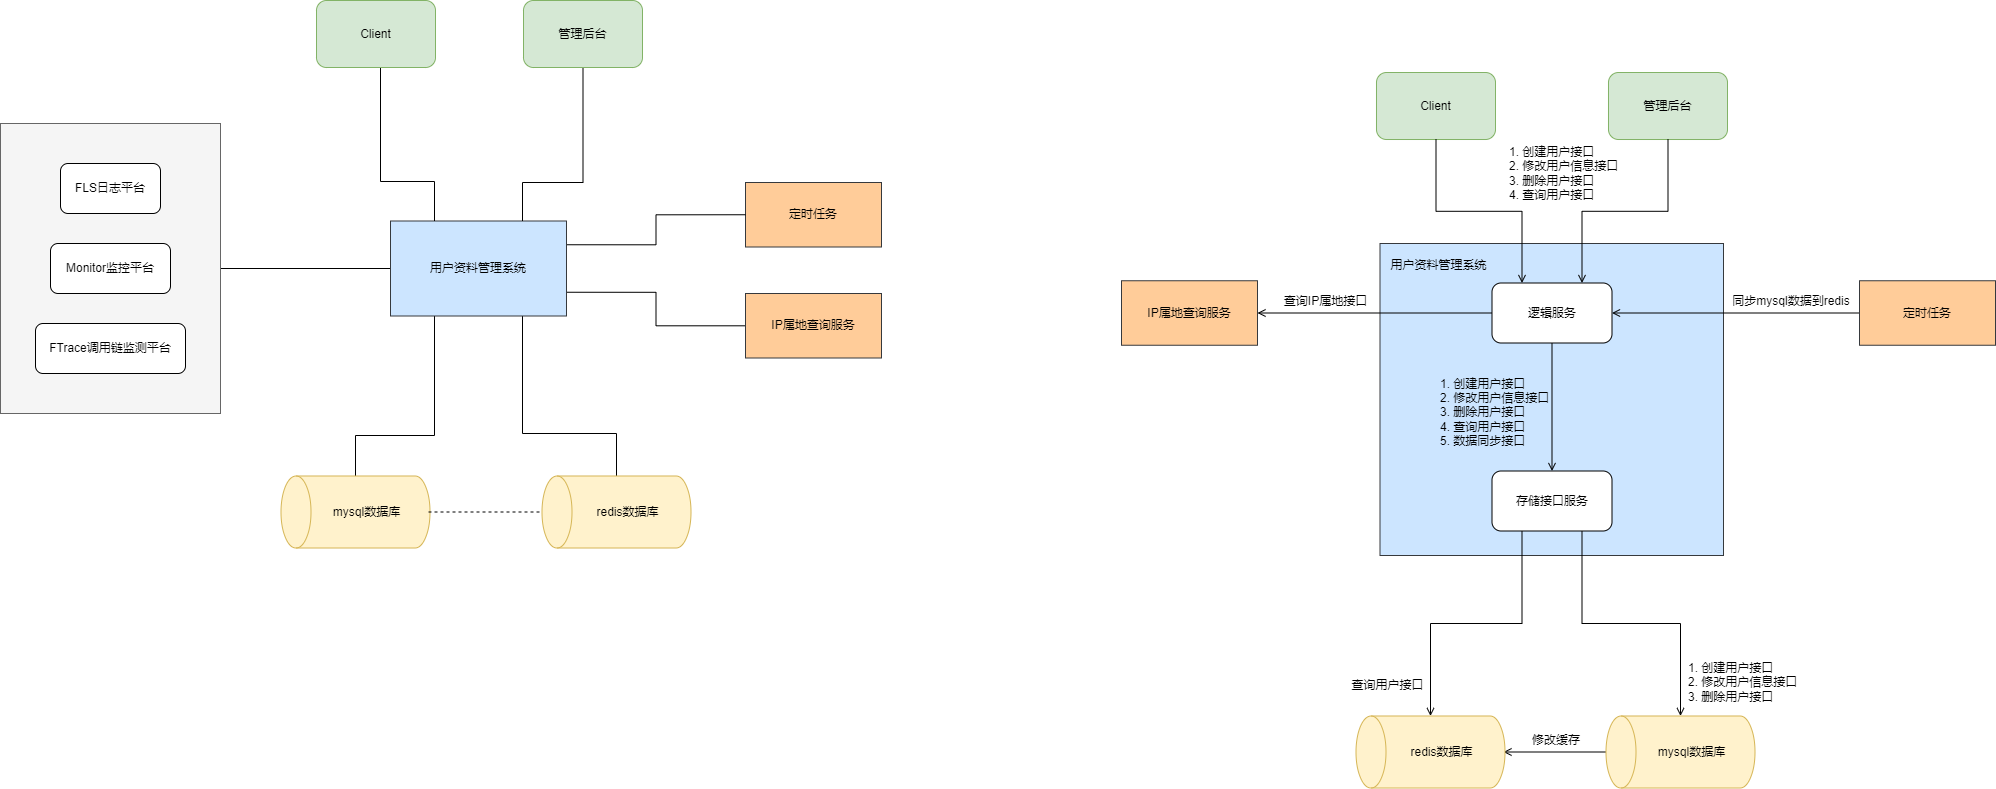 Client
管理后台
FLS日志平台
Monitor监控平台
FTrace调用链监测平台
用户资料管理系统
定时任务
IP属地查询服务
mysql数据库
redis数据库
Client
管理后台
1. 创建用户接口
2. 修改用户信息接口
3. 删除用户接口
4. 查询用户接口
用户资料管理系统
IP属地查询服务
查询IP属地接口
逻辑服务
同步mysql数据到redis
定时任务
1. 创建用户接口
2. 修改用户信息接口
3. 删除用户接口
4. 查询用户接口
5. 数据同步接口
存储接口服务
查询用户接口
1. 创建用户接口
2. 修改用户信息接口
3. 删除用户接口
redis数据库
修改缓存
mysql数据库